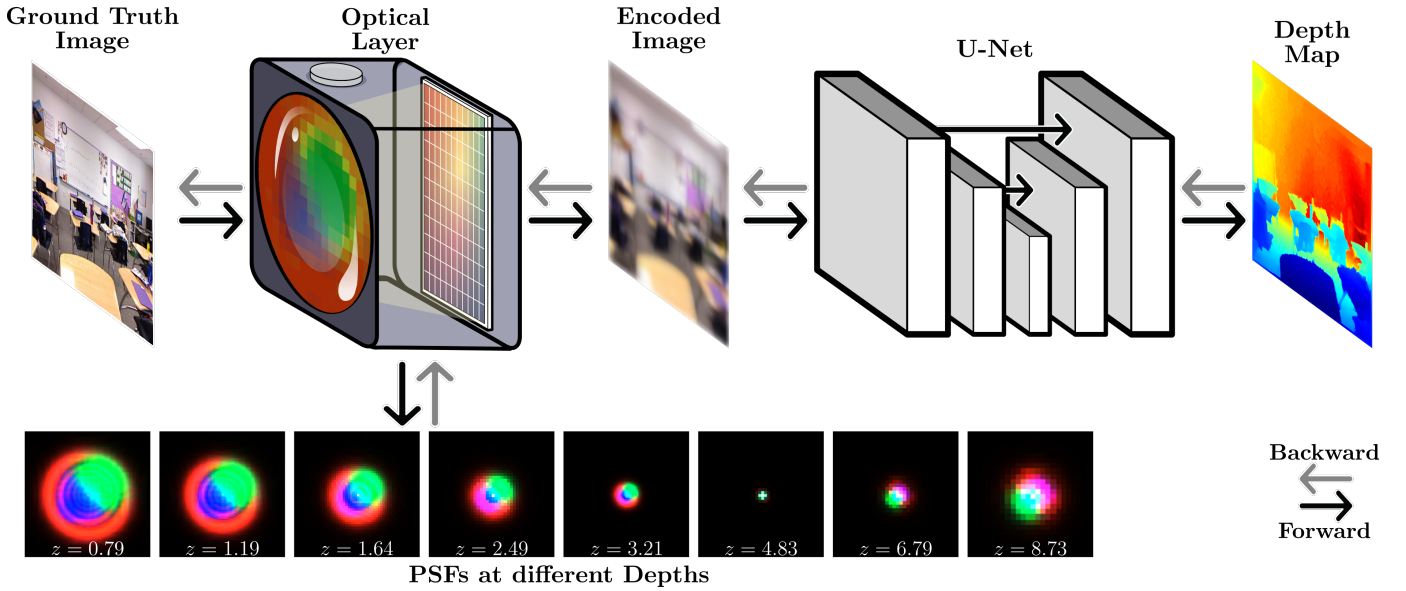 Ground Truth
Image
Optical
Layer
Encoded
Image
U-Net
Depth
Map
z = 0.79
z = 1.19
z = 1.64
z = 2.49
z = 3.21
z = 4.83
z = 6.79
z = 8.73
PSFs at different Depths
Backward
Forward